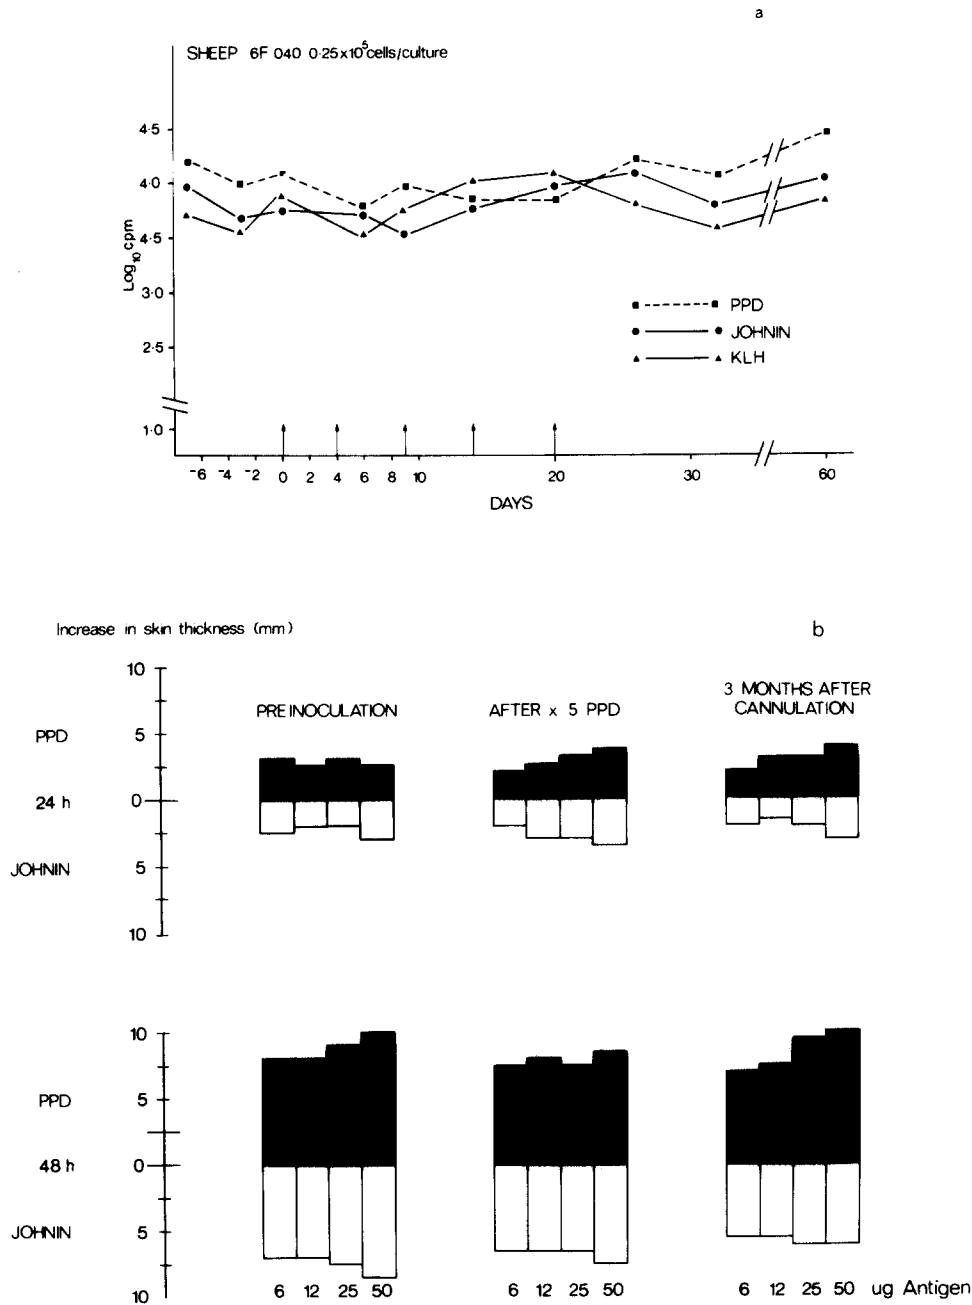 a
SHEEP 6F 040 0·25x10⁵cells/culture
Log₁₀cpm
4·5
4·0
4·5
3·0
2·5
1·0
PPD
JOHNIN
KLH
-6 -4 -2 0 2 4 6 8 10 20 30 60
DAYS
Increase in skin thickness (mm)
b
10
PREINOCULATION
AFTER x 5 PPD
3 MONTHS AFTER
CANNULATION
PPD
5
24 h
0
JOHNIN
5
10
10
PPD
5
48 h
0
JOHNIN
5
10
6 12 25 50
6 12 25 50
6 12 25 50 ug Antigen